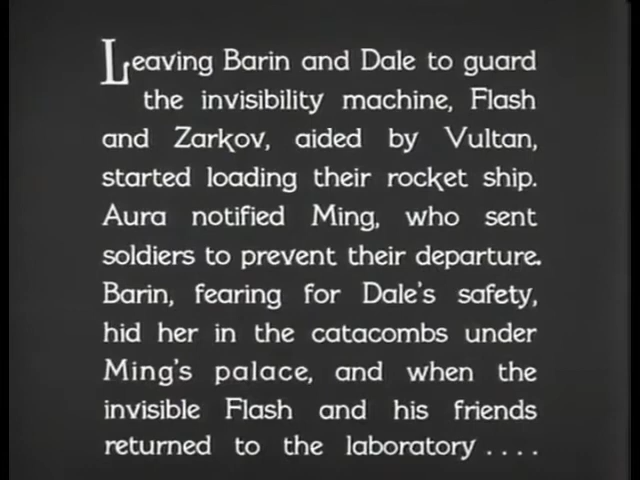 Leaving Barin and Dale to guard
the invisibility machine, Flash
and Zarkov, aided by Vultan,
started loading their rocket ship.
Aura notified Ming, who sent
soldiers to prevent their departure.
Barin, fearing for Dale's safety,
hid her in the catacombs under
Ming's palace, and when the
invisible Flash and his friends
returned to the laboratory ....